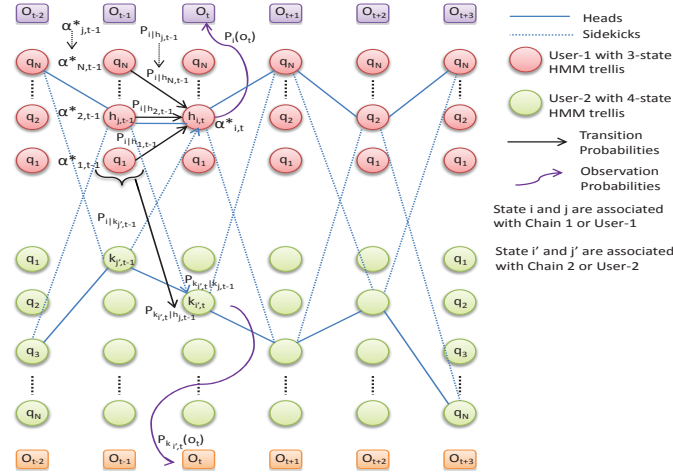 O_{t-2} O_{t-1} O_t O_{t+1} O_{t+2} O_{t+3}
α*_{j,t-1} P_{i|h_{j,t-1}} P_i(o_t)
q_N α*_{N,t-1} q_N q_N q_N q_N q_N
P_{i|h_{N,t-1}}
q_2 α*_{2,t-1} h_{j,t-1} P_{i|h_{2,t-1}} h_{i,t} α*_{i,t} q_2 q_2 q_2
P_{i|h_{1,t-1}}
q_1 α*_{1,t-1} q_1 q_1 q_1 q_1 q_1
P_{i|k_{j',t-1}}
q_1 k_{j',t-1} q_1
P_{k_{i',t}|k_{j,t-1}}
q_2 k_{i',t} q_2
P_{k_{i',t}|h_{j,t-1}}
q_3 q_3
q_N q_N
P_{k_{i',t}}(o_t)
O_{t-2} O_{t-1} O_t O_{t+1} O_{t+2} O_{t+3}
Heads
Sidekicks
User-1 with 3-state
HMM trellis
User-2 with 4-state
HMM trellis
Transition
Probabilities
Observation
Probabilities
State i and j are associated
with Chain 1 or User-1
State i' and j' are associated
with Chain 2 or User-2